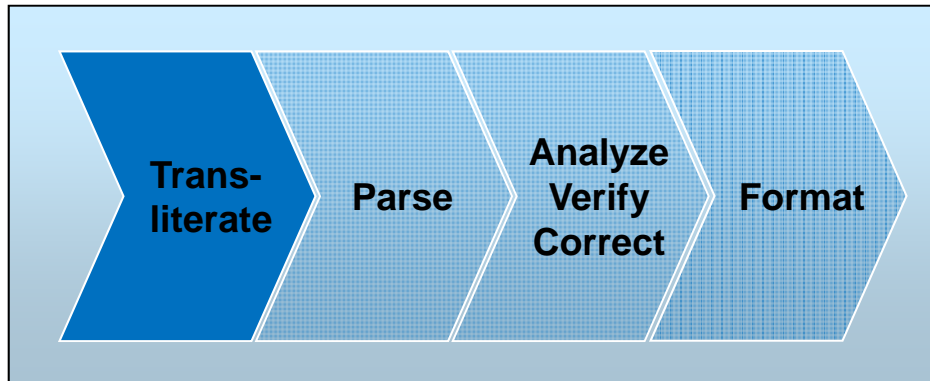 Trans-
literate
Parse
Analyze
Verify
Correct
Format